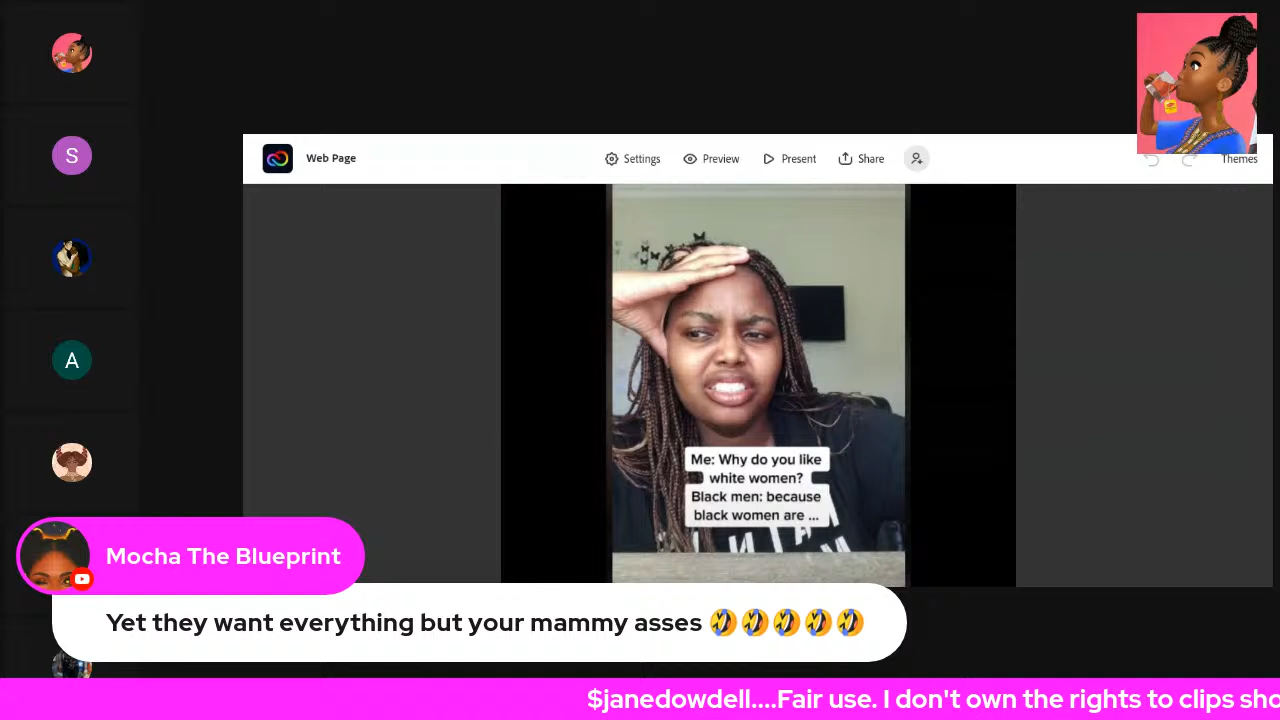 Web Page
Settings
Preview
Present
Share
Themes
S
A
Me: Why do you like
white women?
Black men: because
black women are ...
Mocha The Blueprint
Yet they want everything but your mammy asses 🤣🤣🤣🤣🤣
$janedowdell....Fair use. I don't own the rights to clips sho